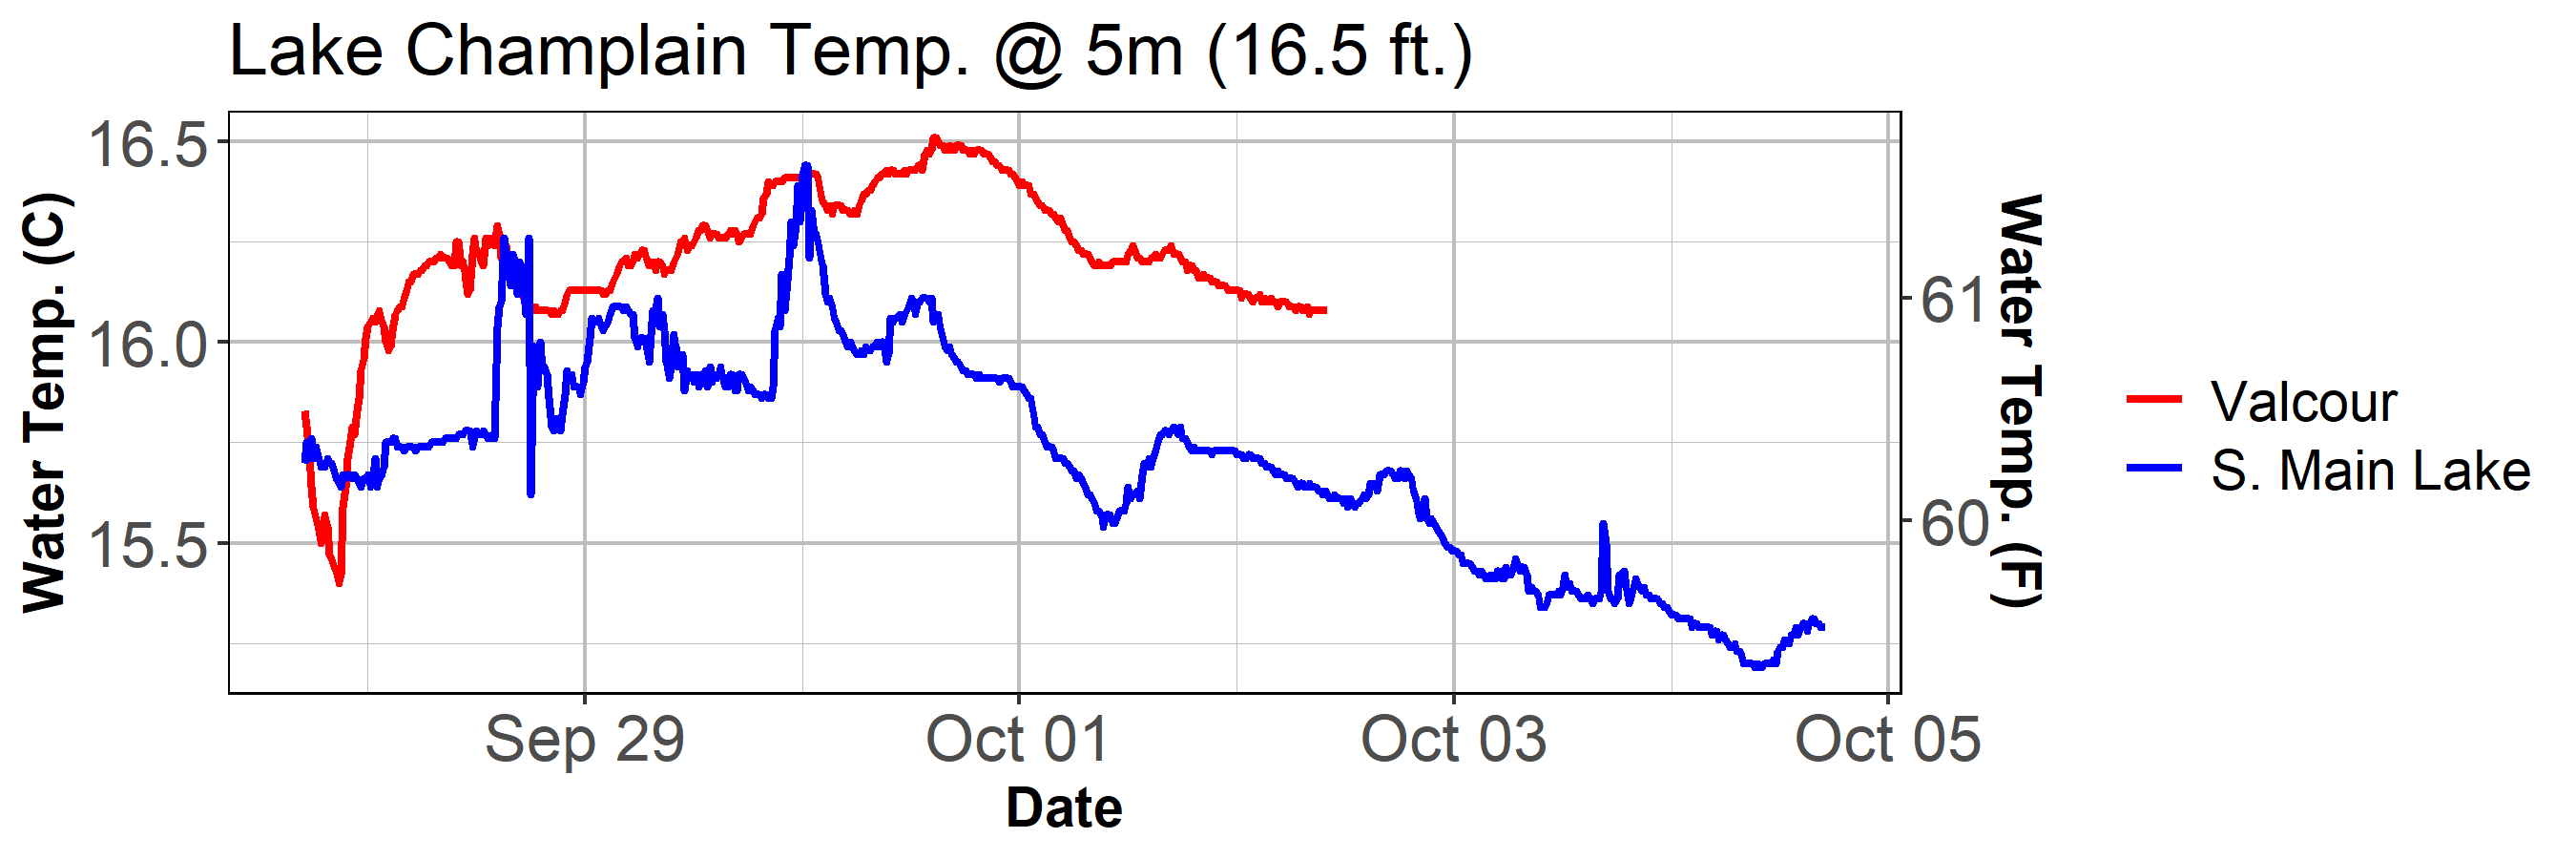 Lake Champlain Temp. @ 5m (16.5 ft.)
Water Temp. (C)
16.5
16.0
15.5
61
60
Water Temp. (F)
Sep 29
Oct 01
Oct 03
Oct 05
Date
Valcour
S. Main Lake